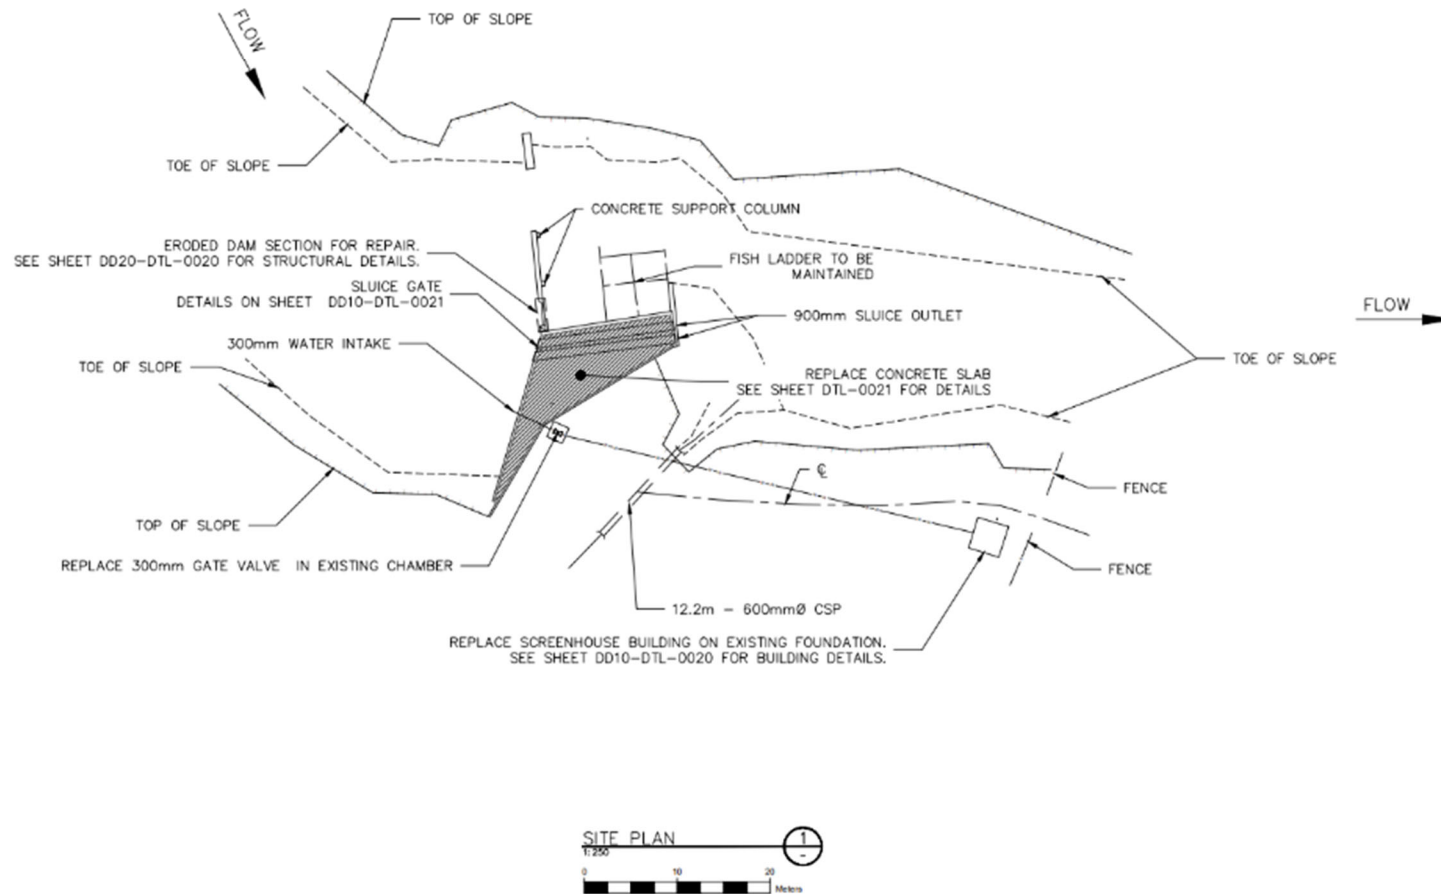 FLOW
TOP OF SLOPE
TOE OF SLOPE
CONCRETE SUPPORT COLUMN
ERODED DAM SECTION FOR REPAIR.
SEE SHEET DD20-DTL-0020 FOR STRUCTURAL DETAILS.
FISH LADDER TO BE
MAINTAINED
SLUICE GATE
DETAILS ON SHEET DD10-DTL-0021
900mm SLUICE OUTLET
FLOW
300mm WATER INTAKE
TOE OF SLOPE
TOE OF SLOPE
REPLACE CONCRETE SLAB
SEE SHEET DTL-0021 FOR DETAILS
℄
FENCE
TOP OF SLOPE
REPLACE 300mm GATE VALVE IN EXISTING CHAMBER
FENCE
12.2m - 600mmØ CSP
REPLACE SCREENHOUSE BUILDING ON EXISTING FOUNDATION.
SEE SHEET DD10-DTL-0020 FOR BUILDING DETAILS.
SITE PLAN
1
-
1:250
0 10 20
Meters